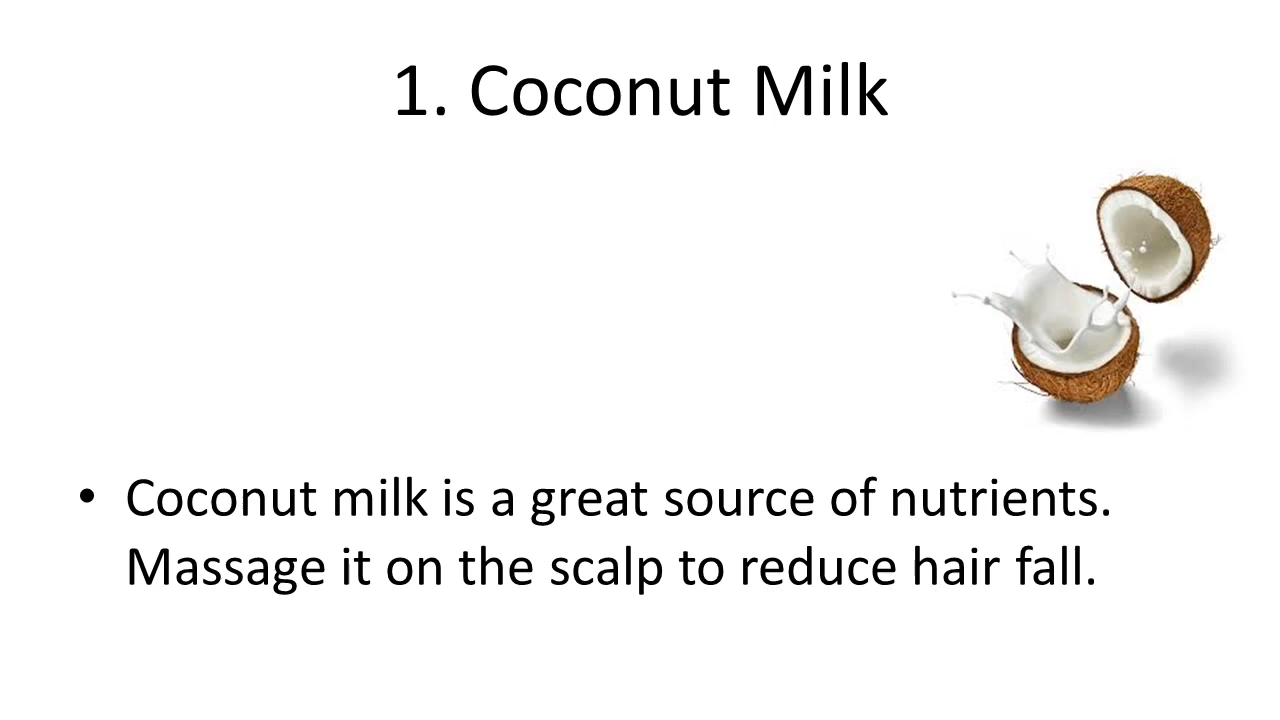 1. Coconut Milk
• Coconut milk is a great source of nutrients.
Massage it on the scalp to reduce hair fall.